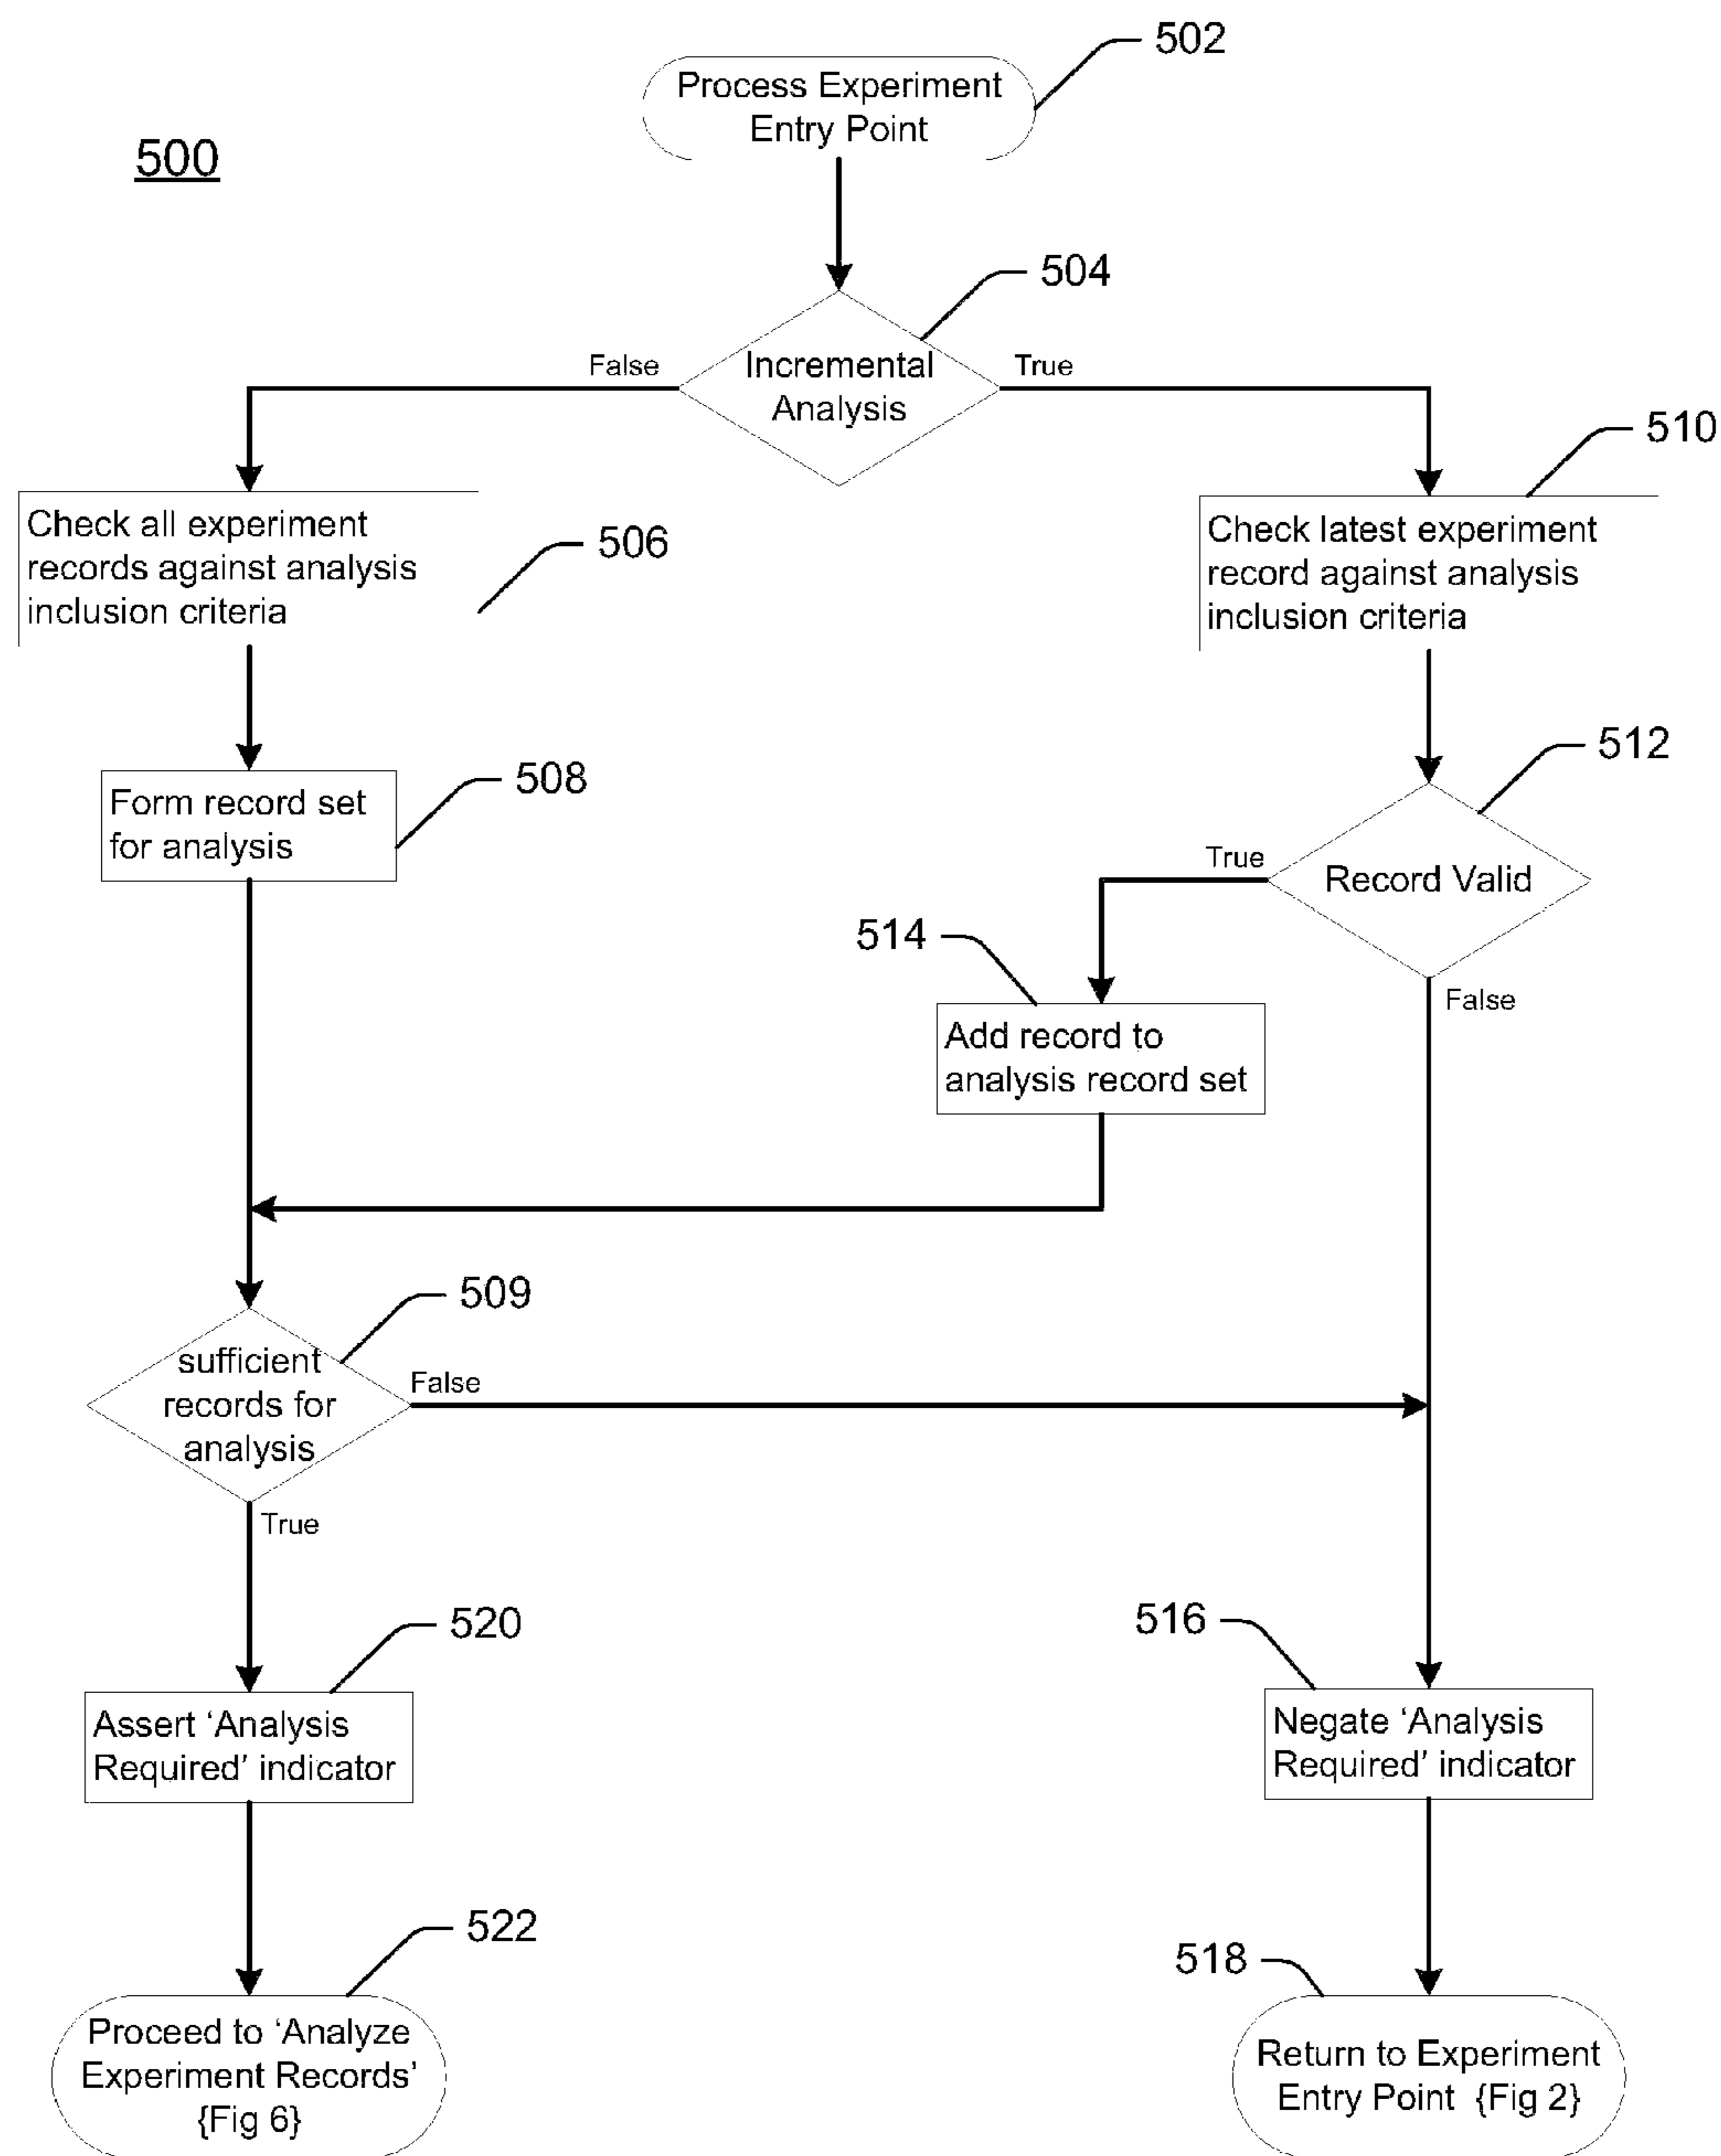 502
Process Experiment
Entry Point
500
504
Incremental
Analysis
False
True
510
Check all experiment
records against analysis
inclusion criteria
506
Check latest experiment
record against analysis
inclusion criteria
512
508
Form record set
for analysis
True
Record Valid
514
False
Add record to
analysis record set
509
sufficient
records for
analysis
False
True
520
516
Assert ‘Analysis
Required’ indicator
Negate ‘Analysis
Required’ indicator
522
518
Proceed to ‘Analyze
Experiment Records’
{Fig 6}
Return to Experiment
Entry Point {Fig 2}